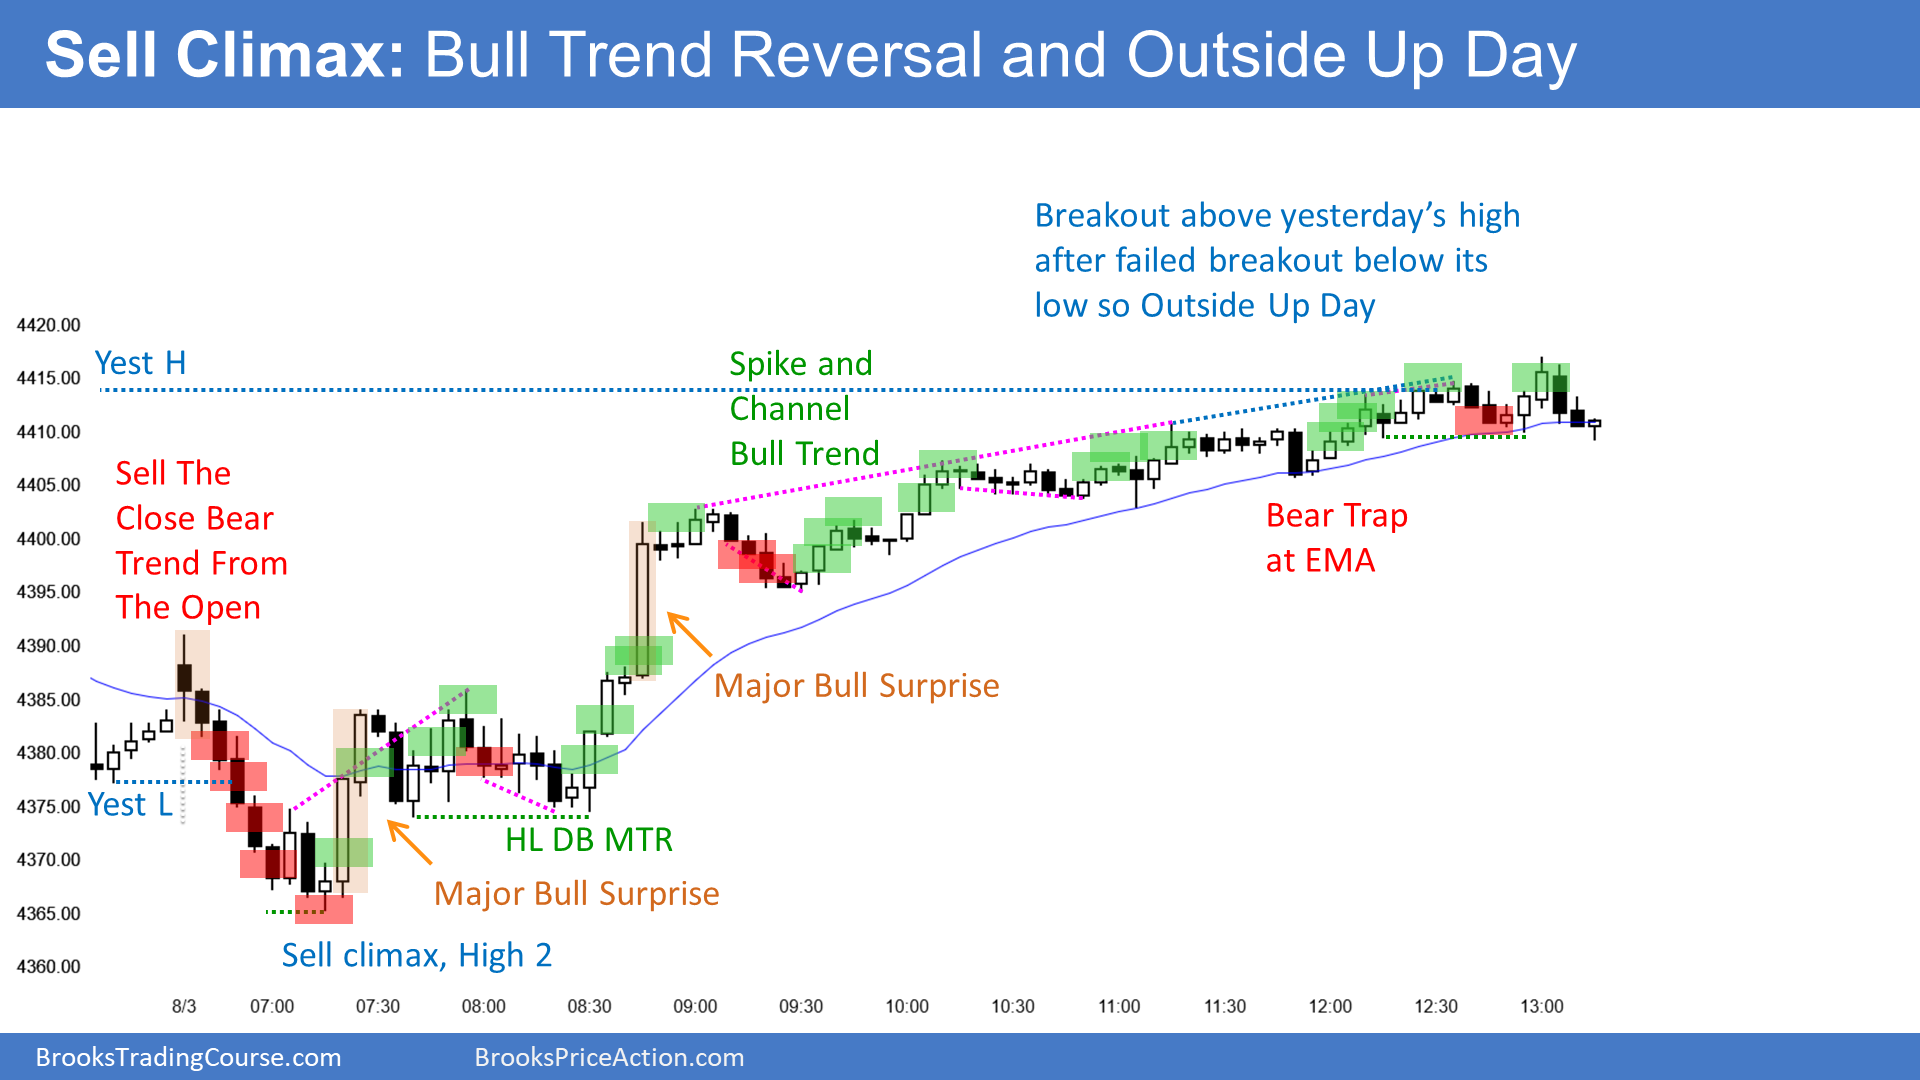 Sell Climax: Bull Trend Reversal and Outside Up Day
Breakout above yesterday’s high
after failed breakout below its
low so Outside Up Day
4420.00
4415.00
4410.00
4405.00
4400.00
4395.00
4390.00
4385.00
4380.00
4375.00
4370.00
4365.00
4360.00
Yest H
Spike and
Channel
Bull Trend
Sell The
Close Bear
Trend From
The Open
Bear Trap
at EMA
Major Bull Surprise
Yest L
HL DB MTR
Major Bull Surprise
Sell climax, High 2
8/3
07:00
07:30
08:00
08:30
09:00
09:30
10:00
10:30
11:00
11:30
12:00
12:30
13:00
BrooksTradingCourse.com
BrooksPriceAction.com